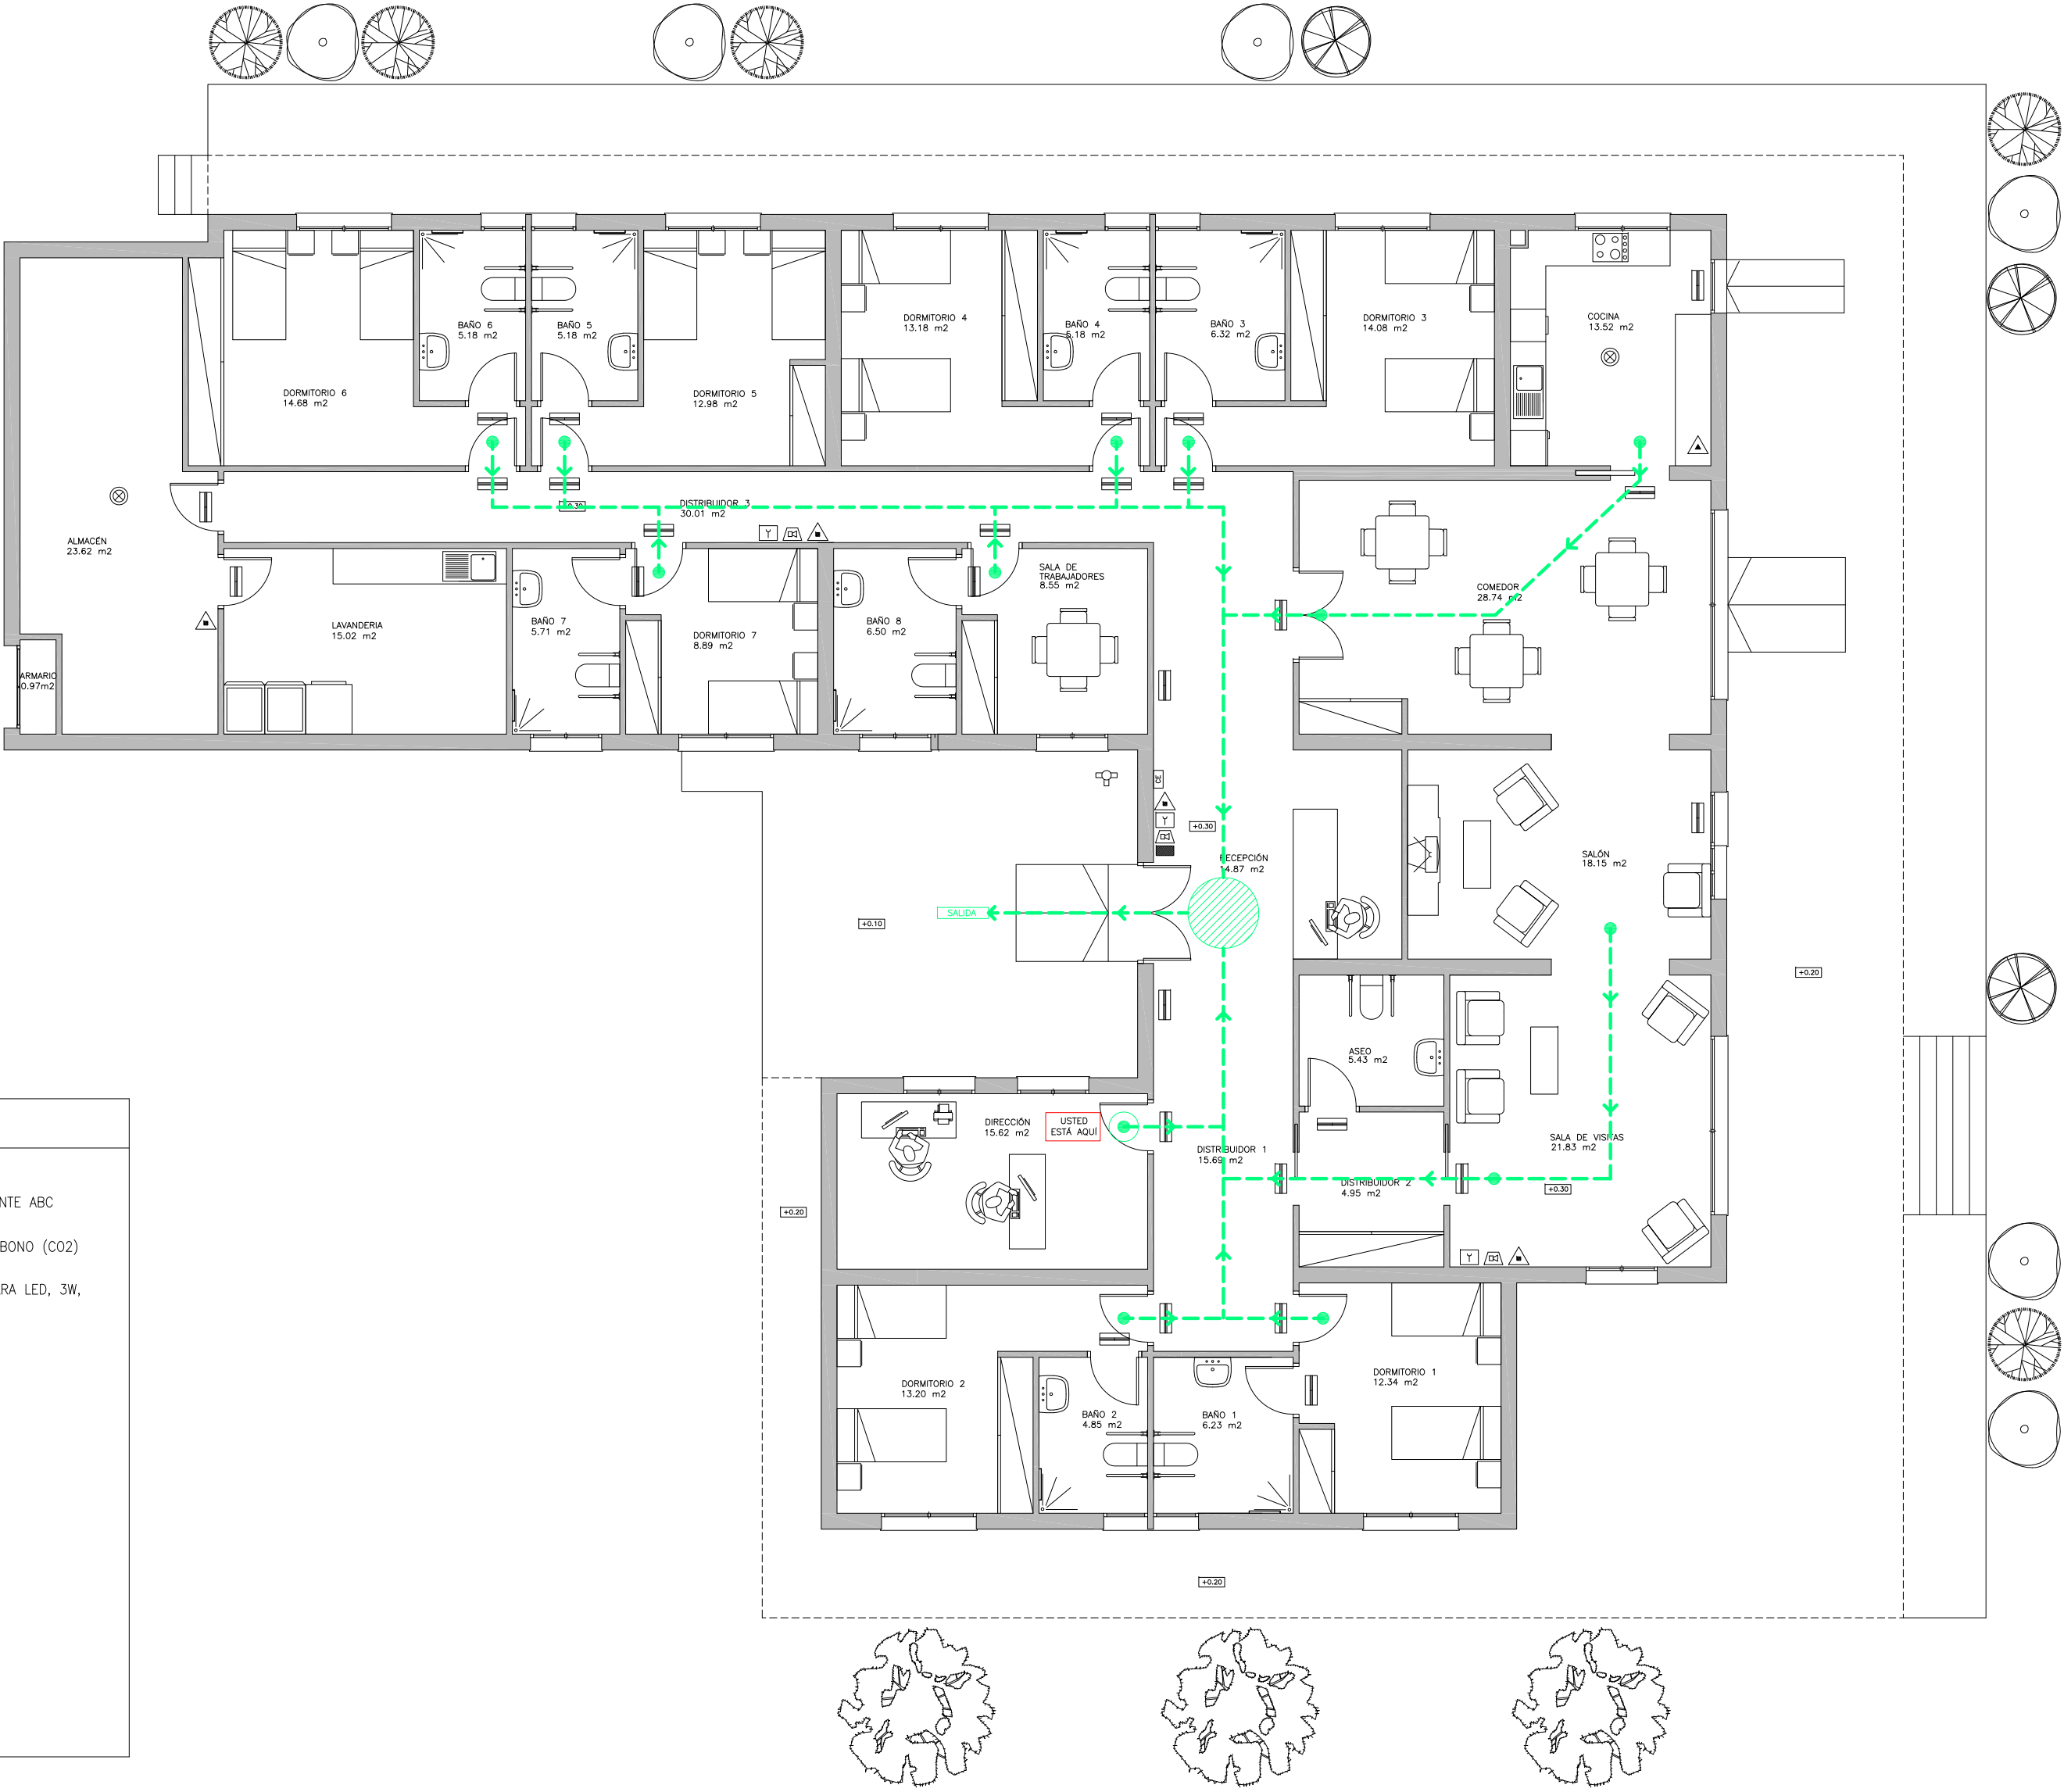 DORMITORIO 4
13.18 m2
DORMITORIO 3
14.08 m2
COCINA
13.52 m2
BAÑO 6
5.18 m2
BAÑO 5
5.18 m2
BAÑO 4
5.18 m2
BAÑO 3
6.32 m2
DORMITORIO 6
14.68 m2
DORMITORIO 5
12.98 m2
DISTRIBUIDOR 3
30.01 m2
+0.30
ALMACÉN
23.62 m2
SALA DE
TRABAJADORES
8.55 m2
COMEDOR
28.74 m2
LAVANDERIA
15.02 m2
BAÑO 7
5.71 m2
DORMITORIO 7
8.89 m2
BAÑO 8
6.50 m2
ARMARIO
0.97m2
CE
+0.30
RECEPCIÓN
14.87 m2
SALÓN
18.15 m2
SALIDA
+0.10
+0.20
ASEO
5.43 m2
DIRECCIÓN
15.62 m2
USTED
ESTÁ AQUÍ
DISTRIBUIDOR 1
15.69 m2
SALA DE VISITAS
21.83 m2
DISTRIBUIDOR 2
4.95 m2
+0.30
+0.20
NTE ABC
BONO (CO2)
RA LED, 3W,
DORMITORIO 2
13.20 m2
DORMITORIO 1
12.34 m2
BAÑO 2
4.85 m2
BAÑO 1
6.23 m2
+0.20